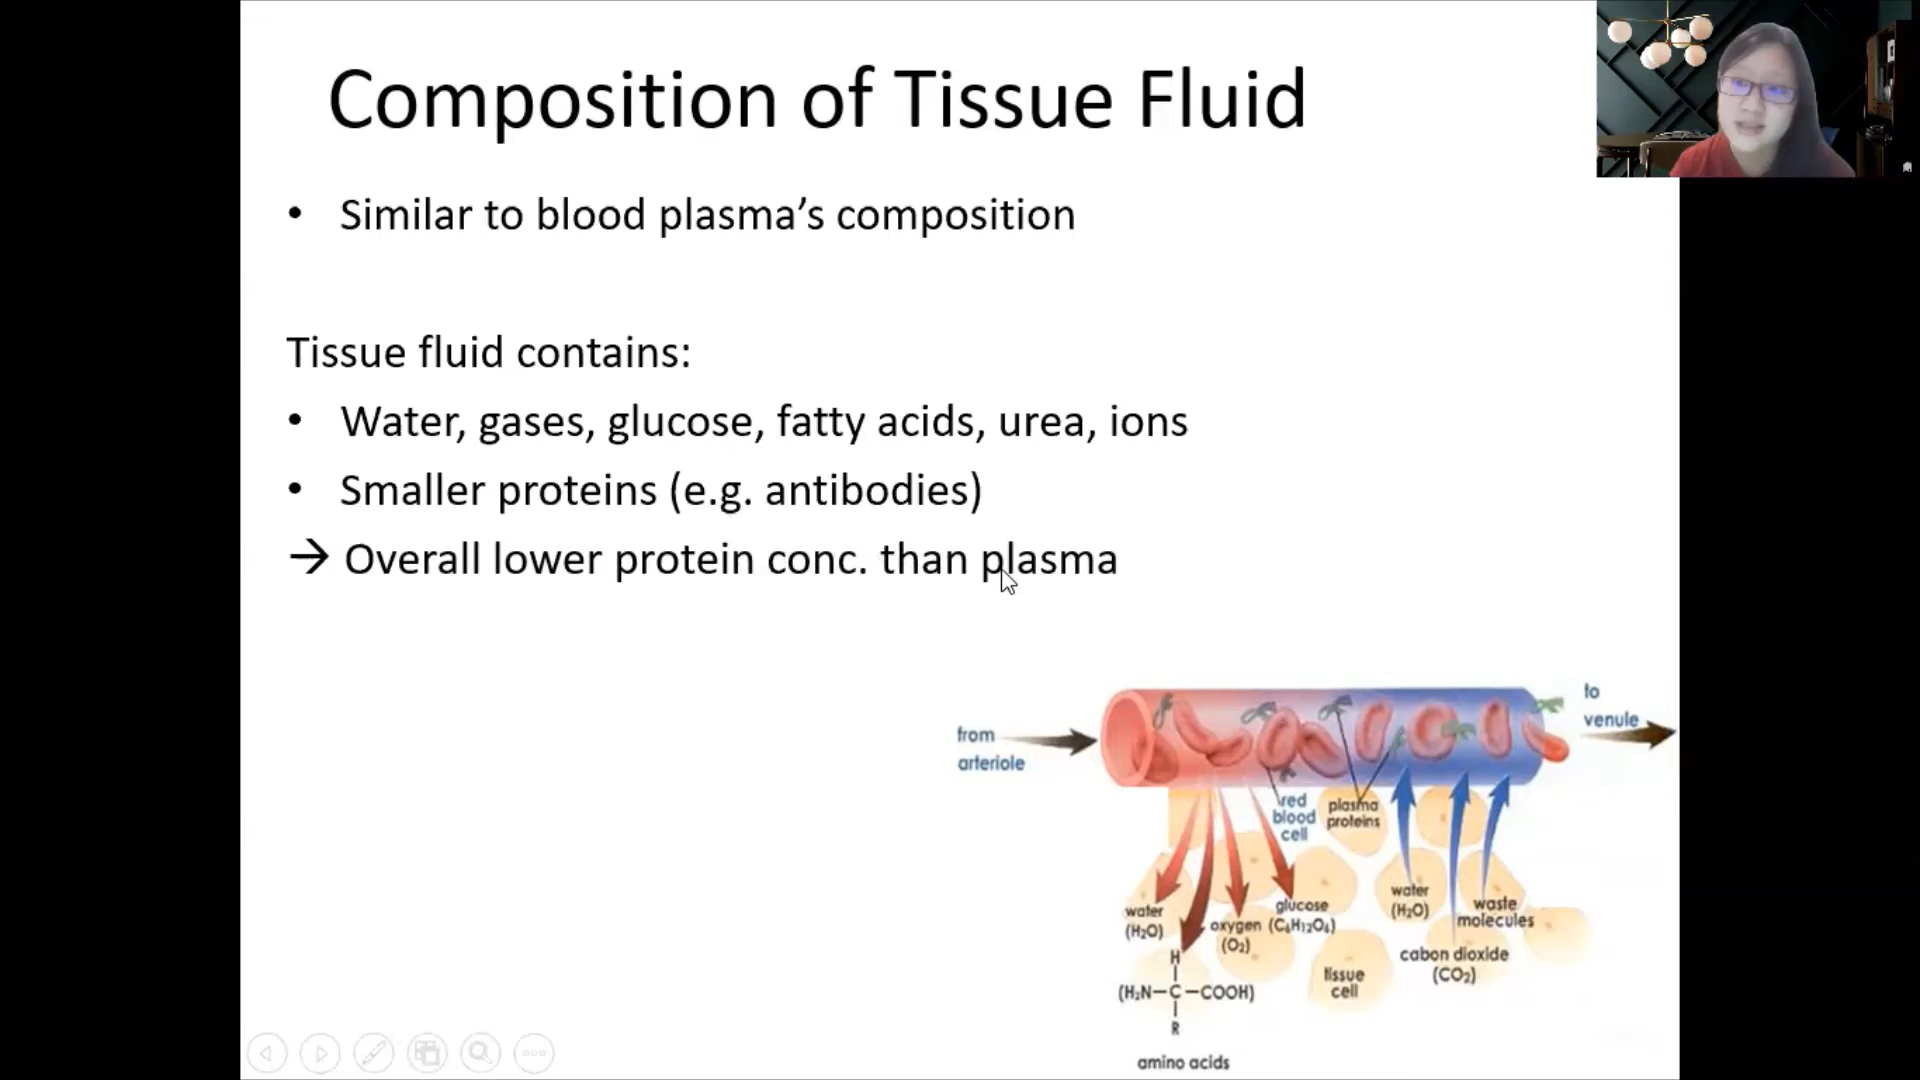 Composition of Tissue Fluid
• Similar to blood plasma’s composition
Tissue fluid contains:
• Water, gases, glucose, fatty acids, urea, ions
• Smaller proteins (e.g. antibodies)
→ Overall lower protein conc. than plasma
from
arteriole
to
venule
red
blood
cell
plasma
proteins
water
(H₂O)
oxygen
(O₂)
glucose
(C₆H₁₂O₆)
water
(H₂O)
waste
molecules
cabon dioxide
(CO₂)
tissue
cell
H
(H₂N–C–COOH)
R
amino acids